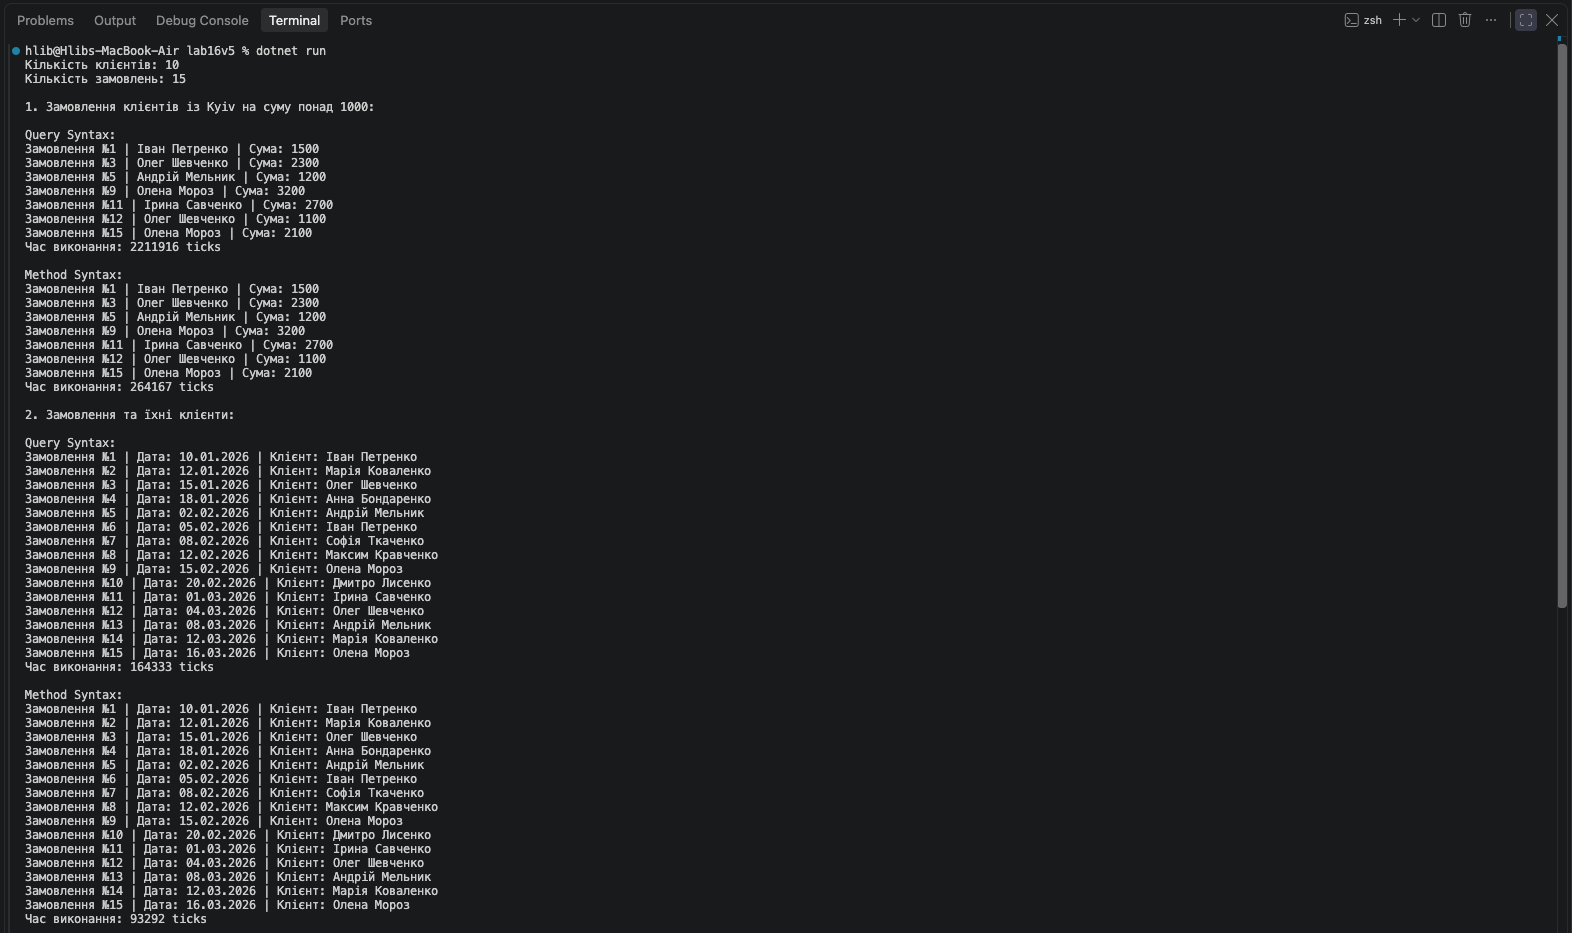 Problems Output Debug Console Terminal Ports zsh
hlib@Hlibs-MacBook-Air lab16v5 % dotnet run
Кількість клієнтів: 10
Кількість замовлень: 15
1. Замовлення клієнтів із Kyiv на суму понад 1000:
Query Syntax:
Замовлення №1 | Іван Петренко | Сума: 1500
Замовлення №3 | Олег Шевченко | Сума: 2300
Замовлення №5 | Андрій Мельник | Сума: 1200
Замовлення №9 | Олена Мороз | Сума: 3200
Замовлення №11 | Ірина Савченко | Сума: 2700
Замовлення №12 | Олег Шевченко | Сума: 1100
Замовлення №15 | Олена Мороз | Сума: 2100
Час виконання: 2211916 ticks
Method Syntax:
Замовлення №1 | Іван Петренко | Сума: 1500
Замовлення №3 | Олег Шевченко | Сума: 2300
Замовлення №5 | Андрій Мельник | Сума: 1200
Замовлення №9 | Олена Мороз | Сума: 3200
Замовлення №11 | Ірина Савченко | Сума: 2700
Замовлення №12 | Олег Шевченко | Сума: 1100
Замовлення №15 | Олена Мороз | Сума: 2100
Час виконання: 264167 ticks
2. Замовлення та їхні клієнти:
Query Syntax:
Замовлення №1 | Дата: 10.01.2026 | Клієнт: Іван Петренко
Замовлення №2 | Дата: 12.01.2026 | Клієнт: Марія Коваленко
Замовлення №3 | Дата: 15.01.2026 | Клієнт: Олег Шевченко
Замовлення №4 | Дата: 18.01.2026 | Клієнт: Анна Бондаренко
Замовлення №5 | Дата: 02.02.2026 | Клієнт: Андрій Мельник
Замовлення №6 | Дата: 05.02.2026 | Клієнт: Іван Петренко
Замовлення №7 | Дата: 08.02.2026 | Клієнт: Софія Ткаченко
Замовлення №8 | Дата: 12.02.2026 | Клієнт: Максим Кравченко
Замовлення №9 | Дата: 15.02.2026 | Клієнт: Олена Мороз
Замовлення №10 | Дата: 20.02.2026 | Клієнт: Дмитро Лисенко
Замовлення №11 | Дата: 01.03.2026 | Клієнт: Ірина Савченко
Замовлення №12 | Дата: 04.03.2026 | Клієнт: Олег Шевченко
Замовлення №13 | Дата: 08.03.2026 | Клієнт: Андрій Мельник
Замовлення №14 | Дата: 12.03.2026 | Клієнт: Марія Коваленко
Замовлення №15 | Дата: 16.03.2026 | Клієнт: Олена Мороз
Час виконання: 164333 ticks
Method Syntax:
Замовлення №1 | Дата: 10.01.2026 | Клієнт: Іван Петренко
Замовлення №2 | Дата: 12.01.2026 | Клієнт: Марія Коваленко
Замовлення №3 | Дата: 15.01.2026 | Клієнт: Олег Шевченко
Замовлення №4 | Дата: 18.01.2026 | Клієнт: Анна Бондаренко
Замовлення №5 | Дата: 02.02.2026 | Клієнт: Андрій Мельник
Замовлення №6 | Дата: 05.02.2026 | Клієнт: Іван Петренко
Замовлення №7 | Дата: 08.02.2026 | Клієнт: Софія Ткаченко
Замовлення №8 | Дата: 12.02.2026 | Клієнт: Максим Кравченко
Замовлення №9 | Дата: 15.02.2026 | Клієнт: Олена Мороз
Замовлення №10 | Дата: 20.02.2026 | Клієнт: Дмитро Лисенко
Замовлення №11 | Дата: 01.03.2026 | Клієнт: Ірина Савченко
Замовлення №12 | Дата: 04.03.2026 | Клієнт: Олег Шевченко
Замовлення №13 | Дата: 08.03.2026 | Клієнт: Андрій Мельник
Замовлення №14 | Дата: 12.03.2026 | Клієнт: Марія Коваленко
Замовлення №15 | Дата: 16.03.2026 | Клієнт: Олена Мороз
Час виконання: 93292 ticks